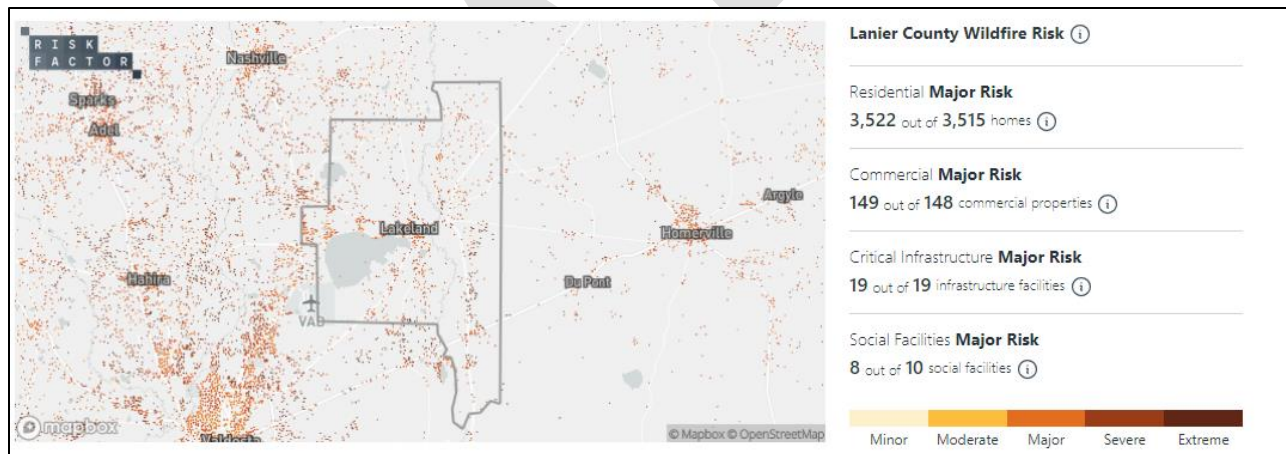 RISK
FACTOR
Nashville
Sparks
Adel
Lakeland
Argyle
Homerville
Hahira
Du Pont
VAD
Valdosta
mapbox
© Mapbox © OpenStreetMap
Lanier County Wildfire Risk
Residential Major Risk
3,522 out of 3,515 homes
Commercial Major Risk
149 out of 148 commercial properties
Critical Infrastructure Major Risk
19 out of 19 infrastructure facilities
Social Facilities Major Risk
8 out of 10 social facilities
Minor Moderate Major Severe Extreme